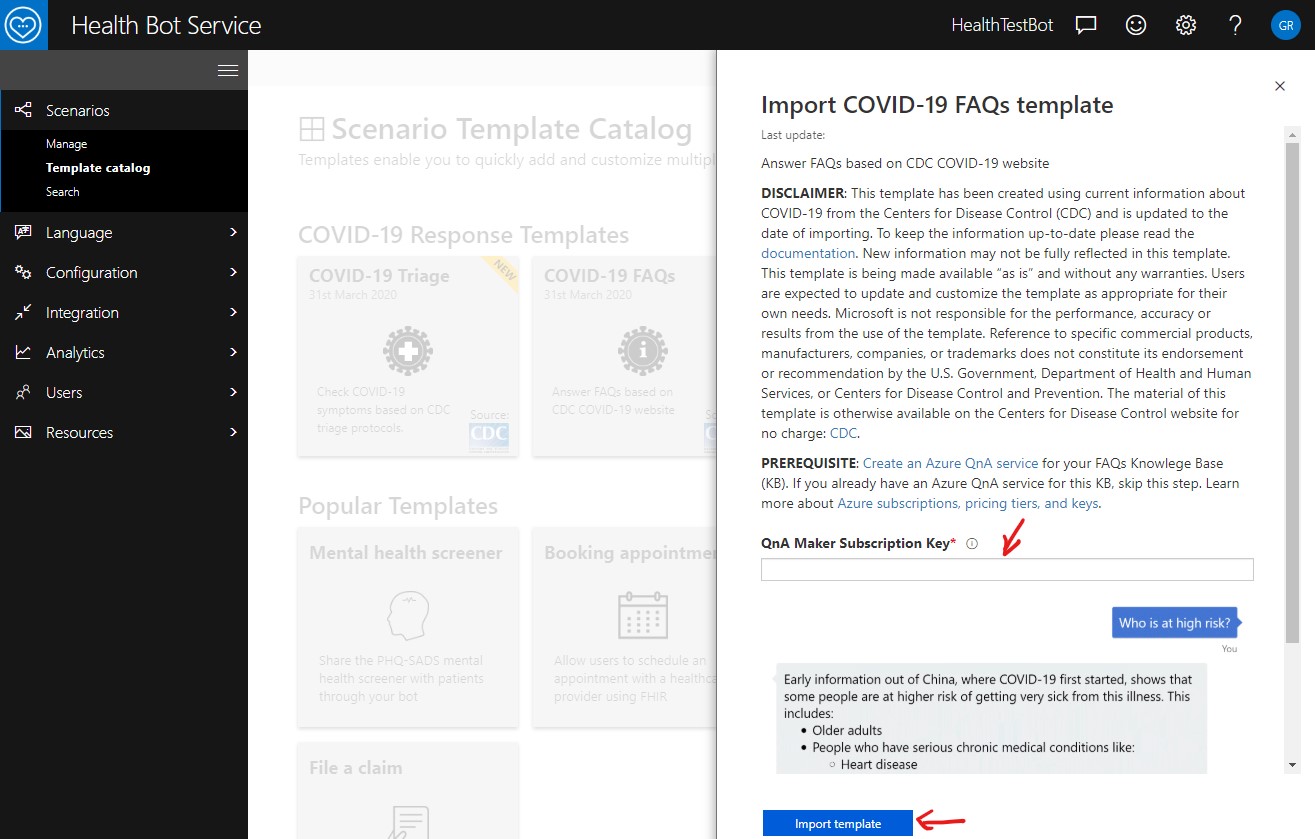 Health Bot Service
HealthTestBot
GR
Scenarios
Manage
Template catalog
Search
Language
Configuration
Integration
Analytics
Users
Resources
Scenario Template Catalog
Templates enable you to quickly add and customize multipl
COVID-19 Response Templates
COVID-19 Triage
31st March 2020
NEW
Check COVID-19
symptoms based on CDC
triage protocols.
Source:
CDC
COVID-19 FAQs
31st March 2020
Answer FAQs based on
CDC COVID-19 website
Popular Templates
Mental health screener
Share the PHQ-SADS mental
health screener with patients
through your bot
Booking appointmen
Allow users to schedule an
appointment with a healthca
provider using FHIR
File a claim
Import COVID-19 FAQs template
Last update:
Answer FAQs based on CDC COVID-19 website
DISCLAIMER: This template has been created using current information about
COVID-19 from the Centers for Disease Control (CDC) and is updated to the
date of importing. To keep the information up-to-date please read the
documentation. New information may not be fully reflected in this template.
This template is being made available “as is” and without any warranties. Users
are expected to update and customize the template as appropriate for their
own needs. Microsoft is not responsible for the performance, accuracy or
results from the use of the template. Reference to specific commercial products,
manufacturers, companies, or trademarks does not constitute its endorsement
or recommendation by the U.S. Government, Department of Health and Human
Services, or Centers for Disease Control and Prevention. The material of this
template is otherwise available on the Centers for Disease Control website for
no charge: CDC.
PREREQUISITE: Create an Azure QnA service for your FAQs Knowlege Base
(KB). If you already have an Azure QnA service for this KB, skip this step. Learn
more about Azure subscriptions, pricing tiers, and keys.
QnA Maker Subscription Key*
Who is at high risk?
You
Early information out of China, where COVID-19 first started, shows that
some people are at higher risk of getting very sick from this illness. This
includes:
• Older adults
• People who have serious chronic medical conditions like:
○ Heart disease
Import template